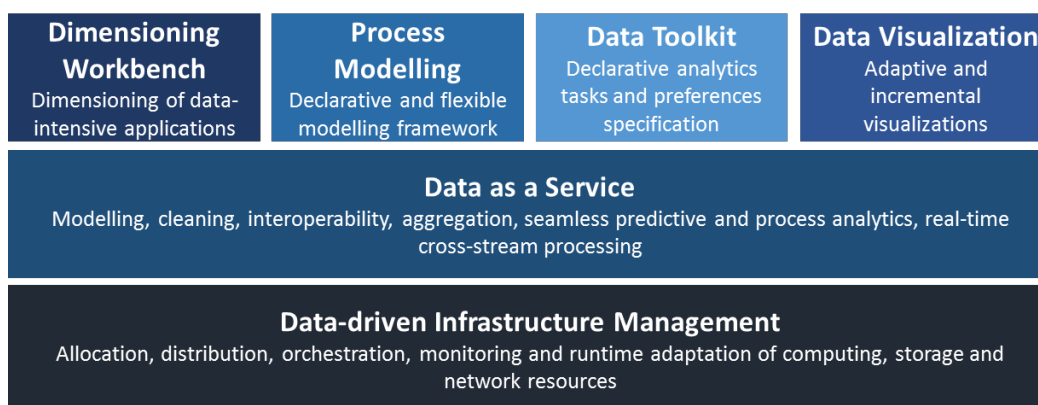 Dimensioning
Workbench
Dimensioning of data-
intensive applications
Process
Modelling
Declarative and flexible
modelling framework
Data Toolkit
Declarative analytics
tasks and preferences
specification
Data Visualization
Adaptive and
incremental
visualizations
Data as a Service
Modelling, cleaning, interoperability, aggregation, seamless predictive and process analytics, real-time
cross-stream processing
Data-driven Infrastructure Management
Allocation, distribution, orchestration, monitoring and runtime adaptation of computing, storage and
network resources